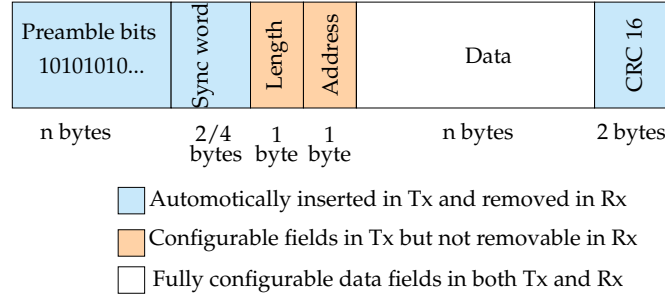 Preamble bits
10101010...
Sync word
Length
Address
Data
CRC 16
n bytes
2/4
bytes
1
byte
1
byte
n bytes
2 bytes
Automotically inserted in Tx and removed in Rx
Configurable fields in Tx but not removable in Rx
Fully configurable data fields in both Tx and Rx